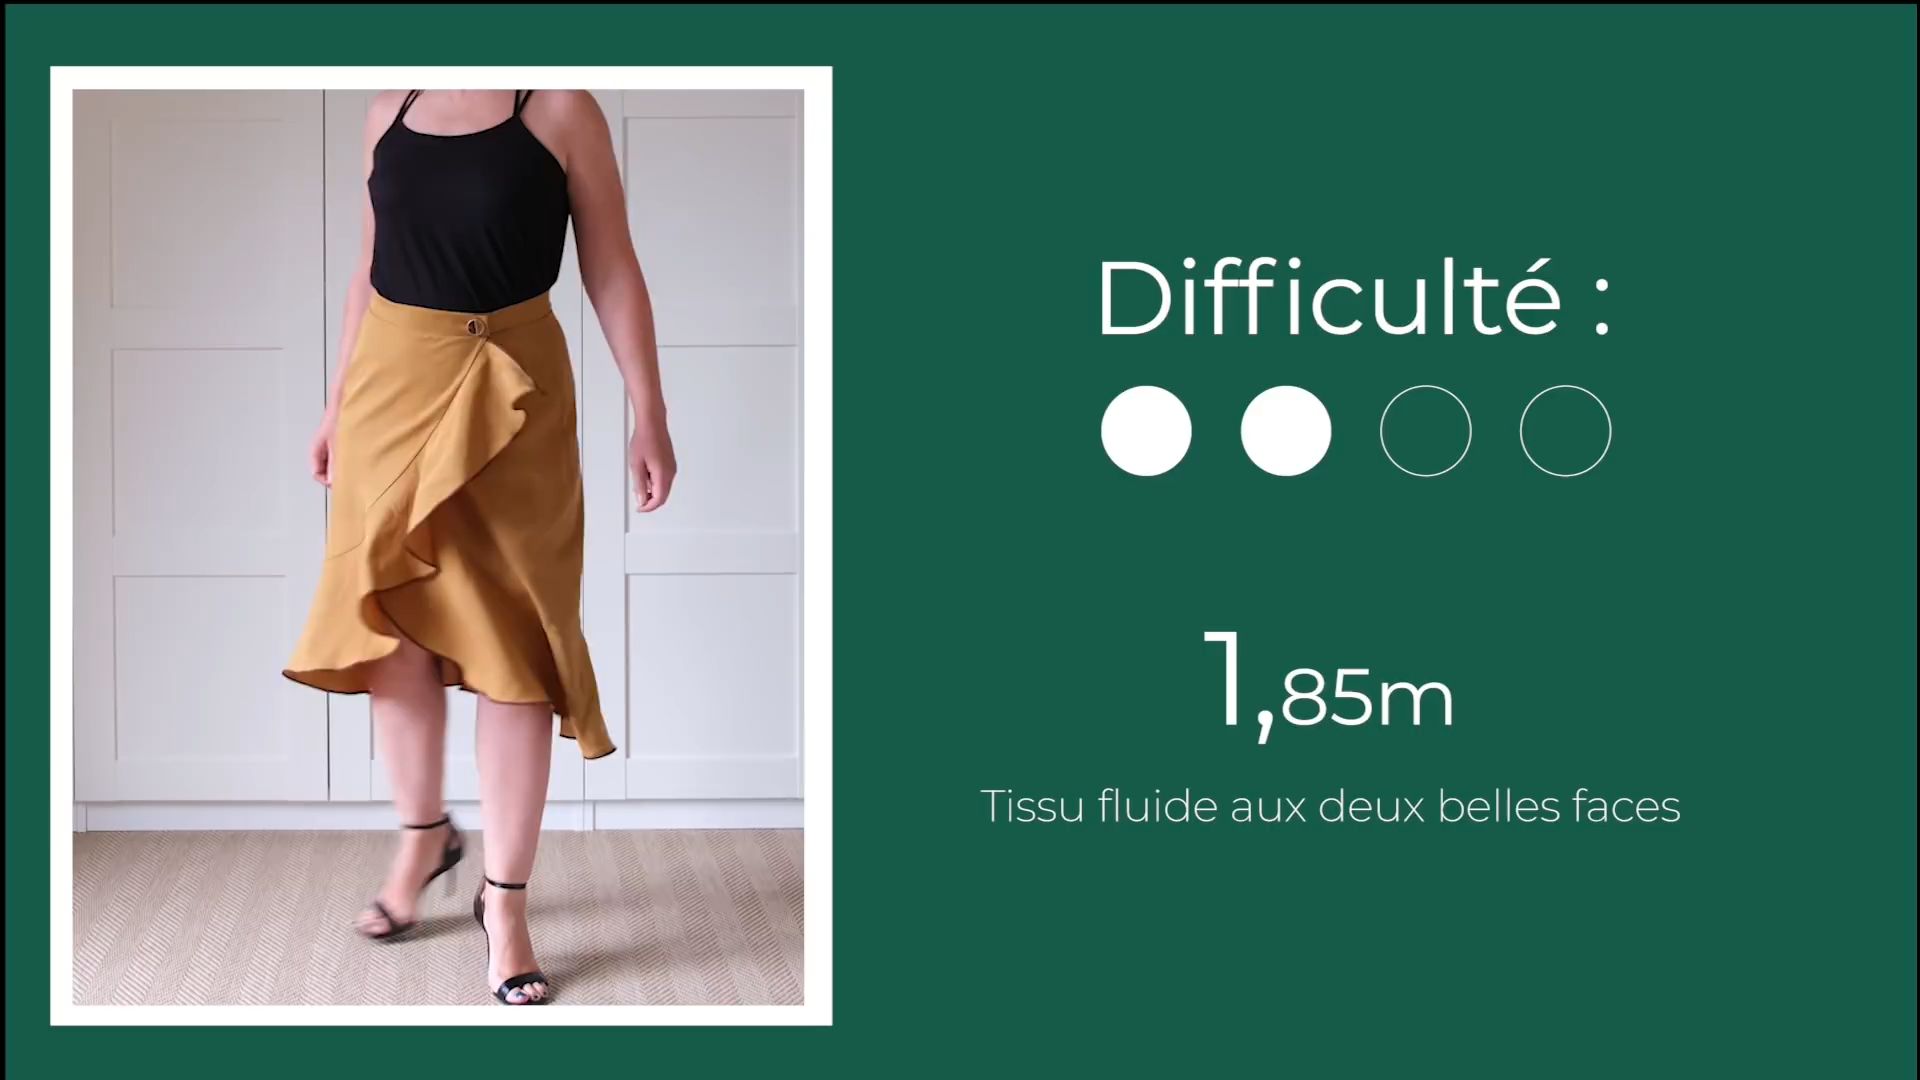 Difficulté :
1,85m
Tissu fluide aux deux belles faces